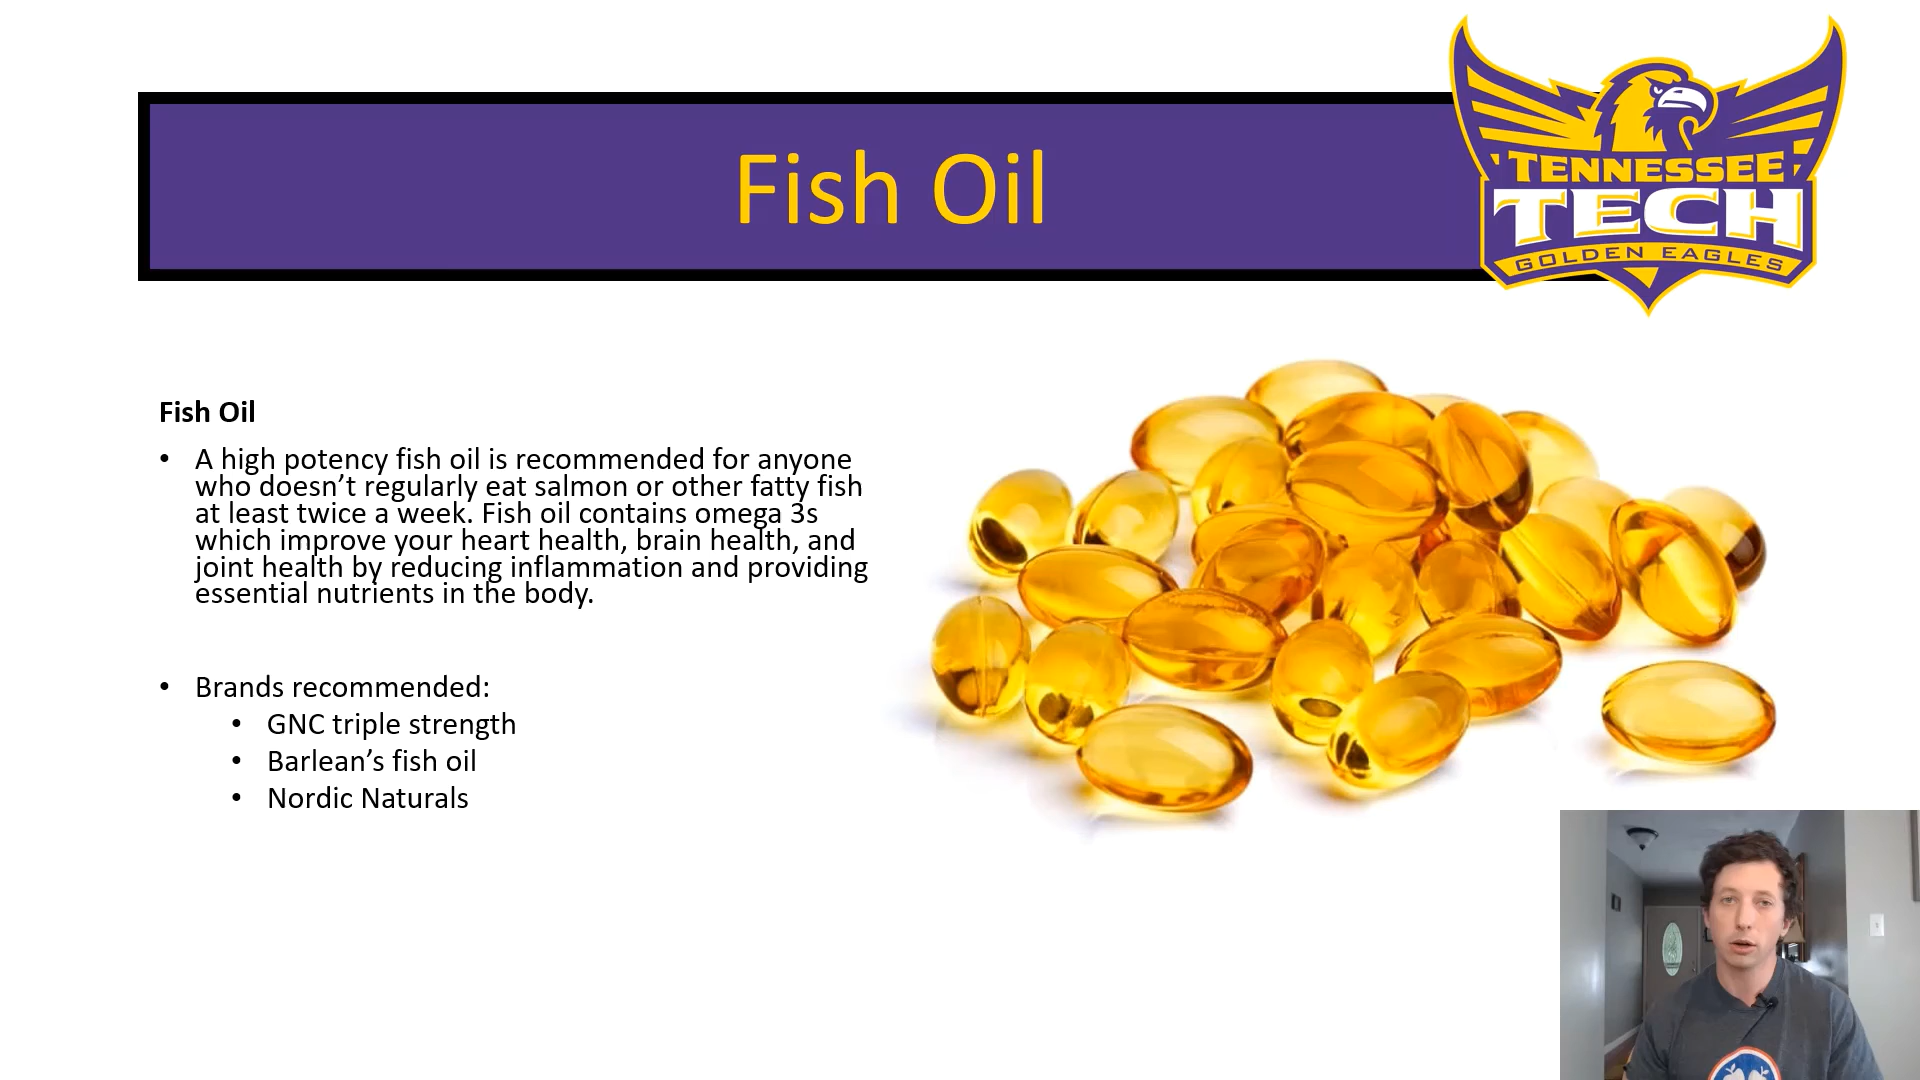 Fish Oil
TENNESSEE
TECH
GOLDEN EAGLES
Fish Oil
• A high potency fish oil is recommended for anyone
who doesn’t regularly eat salmon or other fatty fish
at least twice a week. Fish oil contains omega 3s
which improve your heart health, brain health, and
joint health by reducing inflammation and providing
essential nutrients in the body.
• Brands recommended:
• GNC triple strength
• Barlean’s fish oil
• Nordic Naturals